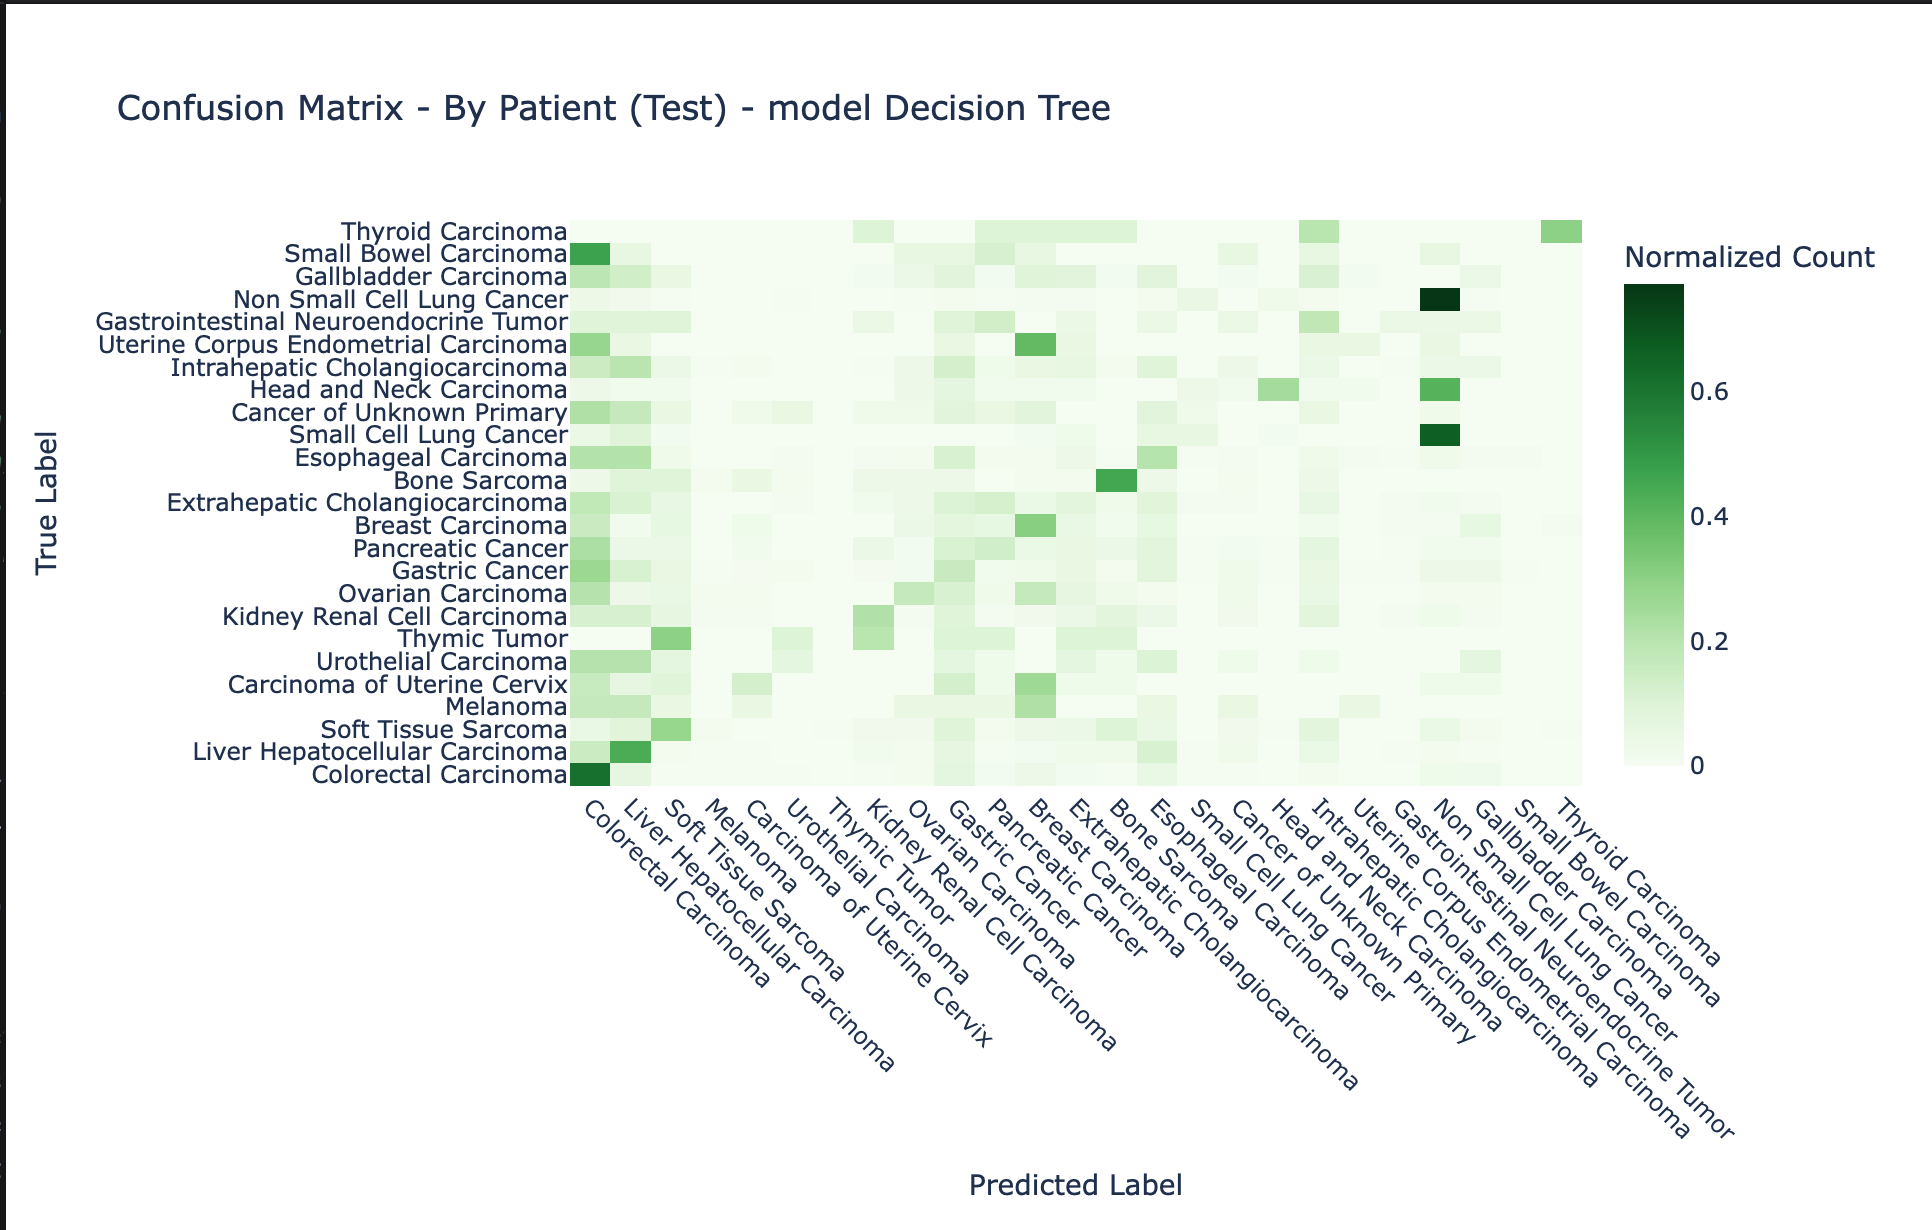 Confusion Matrix - By Patient (Test) - model Decision Tree
True Label
Thyroid Carcinoma
Small Bowel Carcinoma
Gallbladder Carcinoma
Non Small Cell Lung Cancer
Gastrointestinal Neuroendocrine Tumor
Uterine Corpus Endometrial Carcinoma
Intrahepatic Cholangiocarcinoma
Head and Neck Carcinoma
Cancer of Unknown Primary
Small Cell Lung Cancer
Esophageal Carcinoma
Bone Sarcoma
Extrahepatic Cholangiocarcinoma
Breast Carcinoma
Pancreatic Cancer
Gastric Cancer
Ovarian Carcinoma
Kidney Renal Cell Carcinoma
Thymic Tumor
Urothelial Carcinoma
Carcinoma of Uterine Cervix
Melanoma
Soft Tissue Sarcoma
Liver Hepatocellular Carcinoma
Colorectal Carcinoma
Colorectal Carcinoma
Liver Hepatocellular Carcinoma
Soft Tissue Sarcoma
Melanoma
Carcinoma of Uterine Cervix
Urothelial Carcinoma
Thymic Tumor
Kidney Renal Cell Carcinoma
Ovarian Carcinoma
Gastric Cancer
Pancreatic Cancer
Breast Carcinoma
Extrahepatic Cholangiocarcinoma
Bone Sarcoma
Esophageal Carcinoma
Small Cell Lung Cancer
Cancer of Unknown Primary
Head and Neck Carcinoma
Intrahepatic Cholangiocarcinoma
Uterine Corpus Endometrial Carcinoma
Gastrointestinal Neuroendocrine Tumor
Non Small Cell Lung Cancer
Gallbladder Carcinoma
Small Bowel Carcinoma
Thyroid Carcinoma
Predicted Label
Normalized Count
0.6
0.4
0.2
0